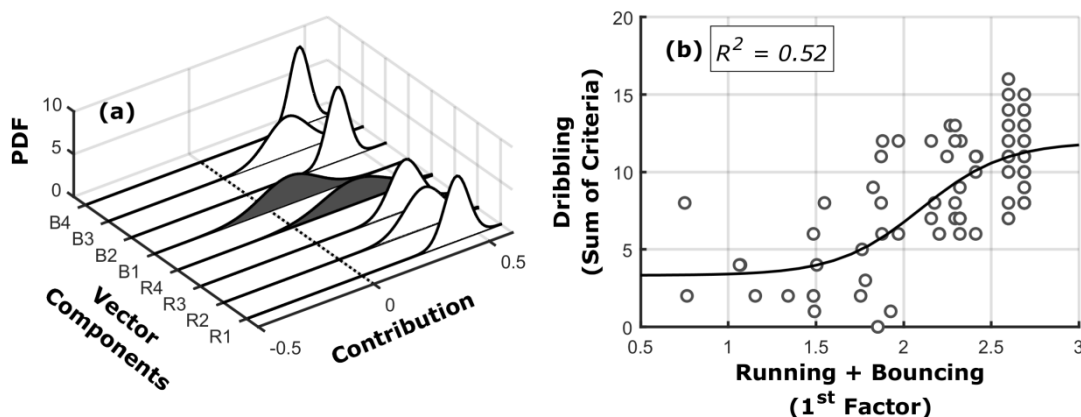 (a)
PDF
10
5
0
B4
B3
B2
B1
R4
R3
R2
R1
Vector
Components
-0.5
0
0.5
Contribution
(b)
R² = 0.52
Dribbling
(Sum of Criteria)
20
15
10
5
0
0.5 1 1.5 2 2.5 3
Running + Bouncing
(1st Factor)